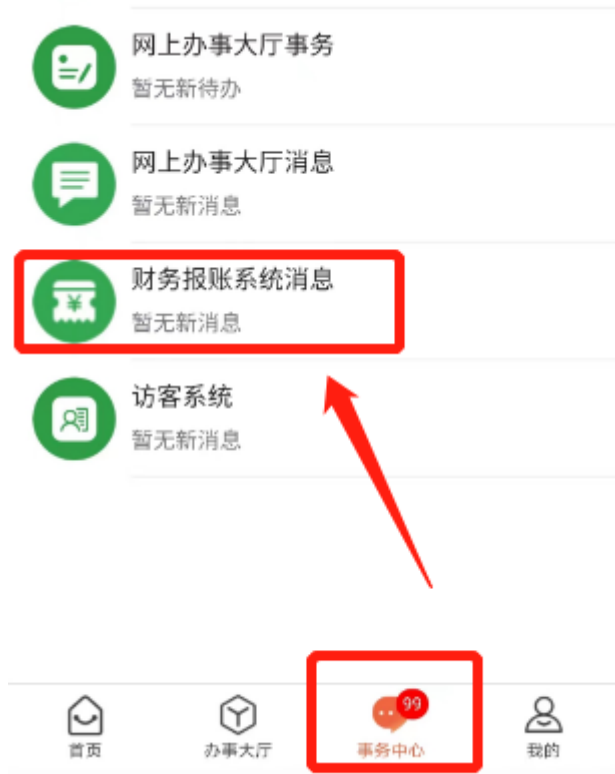 网上办事大厅事务
暂无新待办
网上办事大厅消息
暂无新消息
¥
财务报账系统消息
暂无新消息
访客系统
暂无新消息
99
首页
办事大厅
事务中心
我的